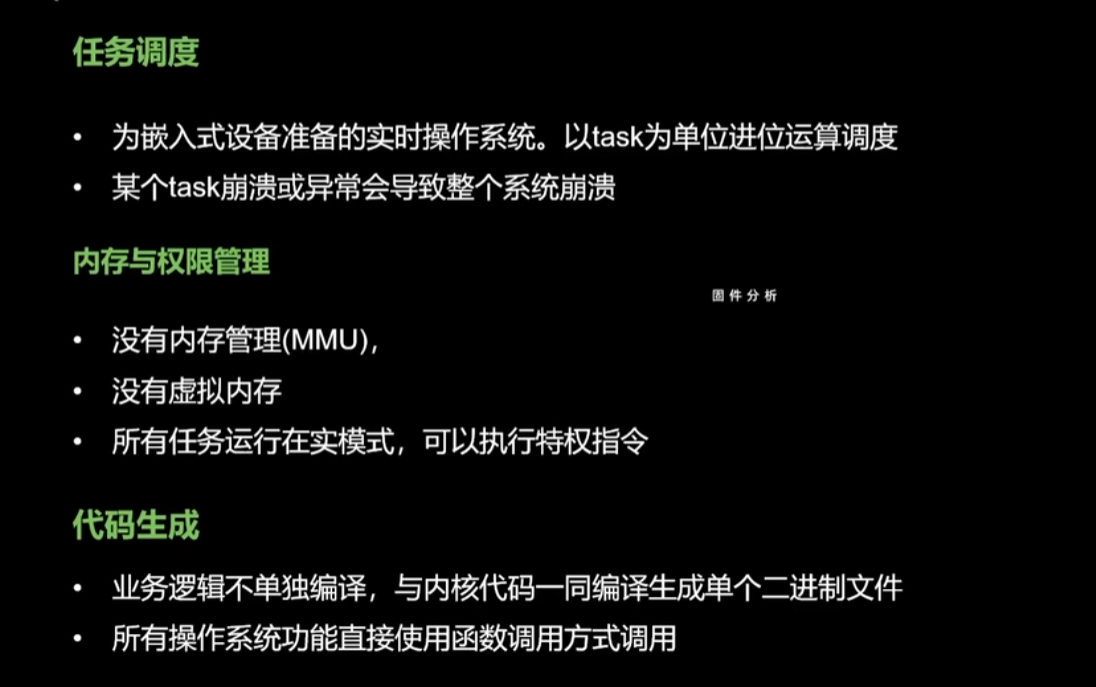 任务调度
• 为嵌入式设备准备的实时操作系统。以task为单位进位运算调度
• 某个task崩溃或异常会导致整个系统崩溃
内存与权限管理
固件分析
• 没有内存管理(MMU),
• 没有虚拟内存
• 所有任务运行在实模式，可以执行特权指令
代码生成
• 业务逻辑不单独编译，与内核代码一同编译生成单个二进制文件
• 所有操作系统功能直接使用函数调用方式调用